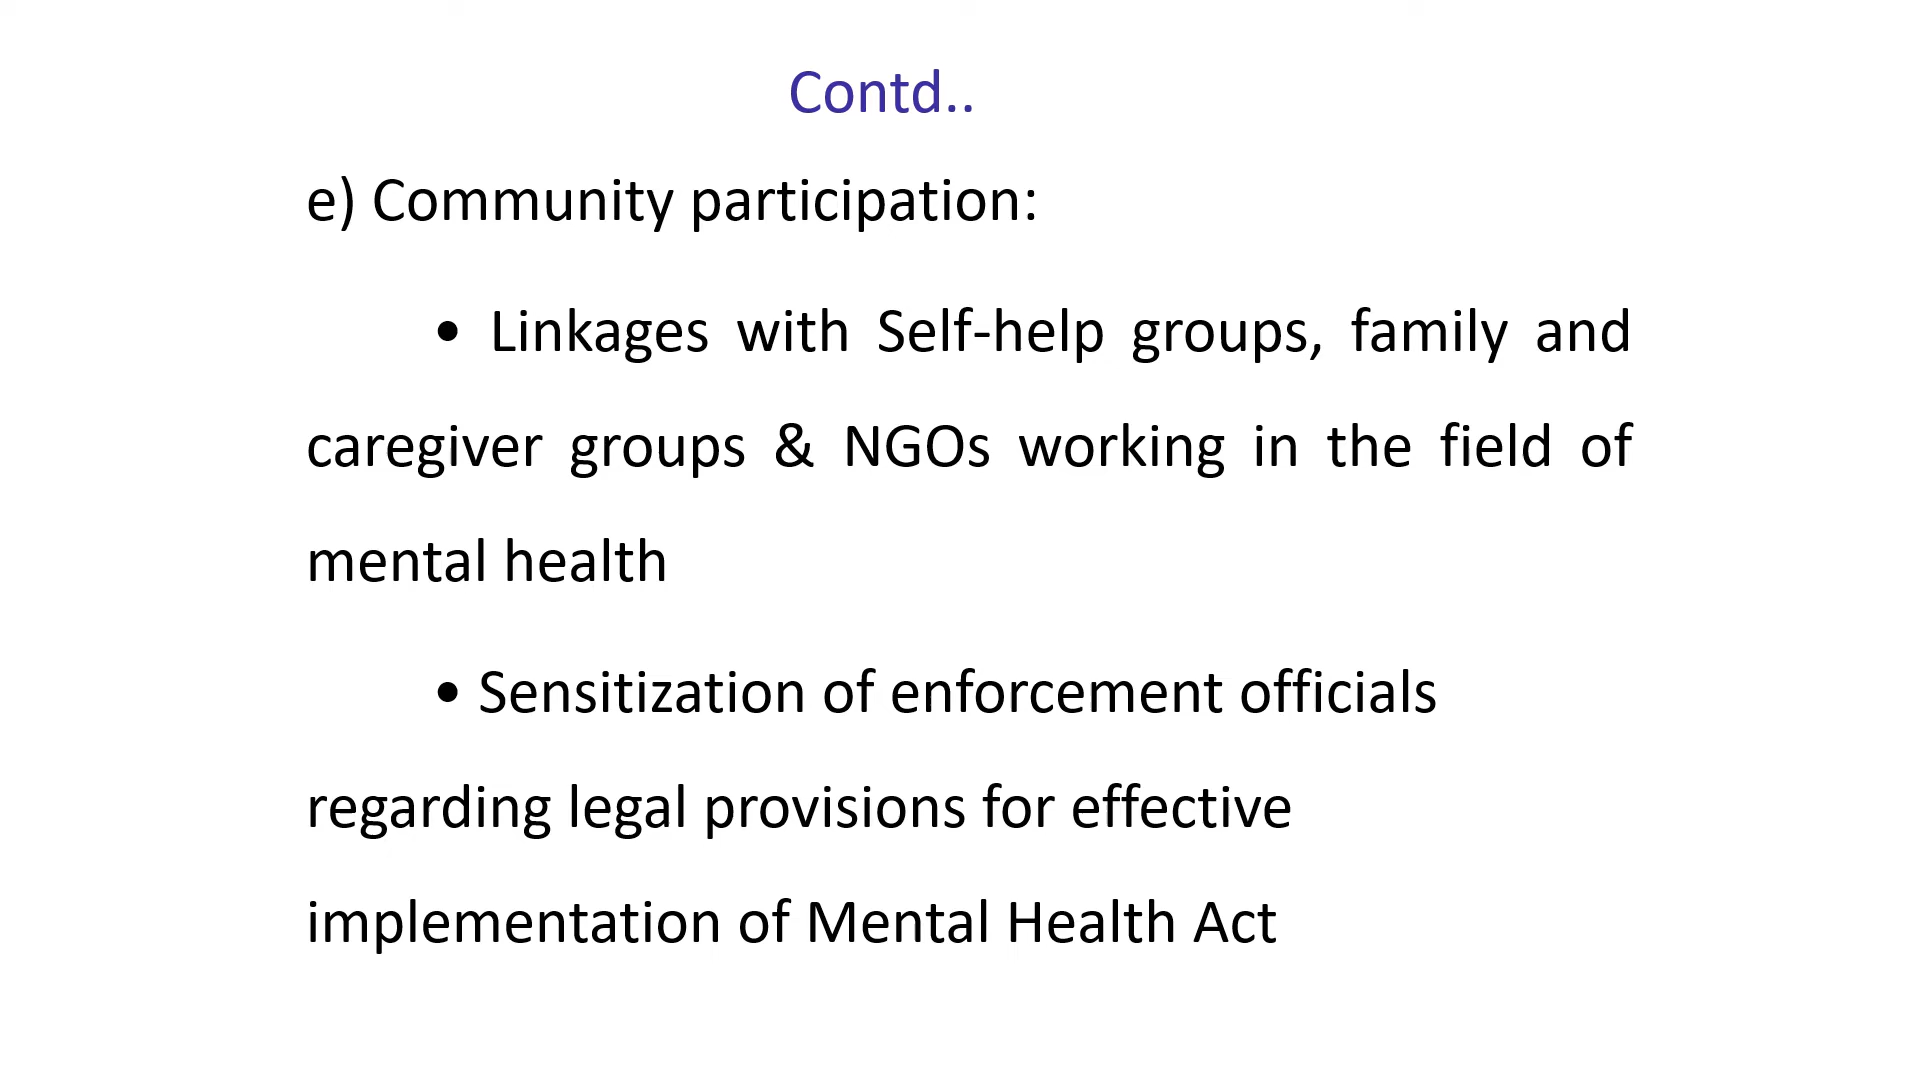 Contd..
e) Community participation:
• Linkages with Self-help groups, family and
caregiver groups & NGOs working in the field of
mental health
• Sensitization of enforcement officials
regarding legal provisions for effective
implementation of Mental Health Act